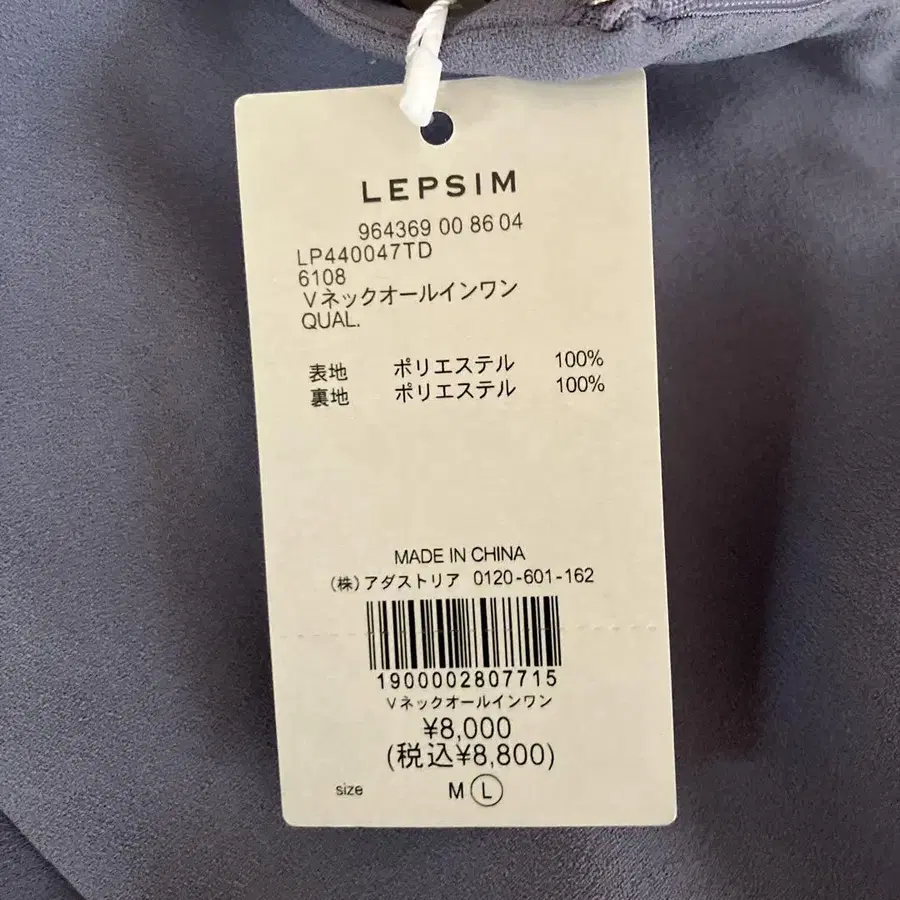 LEPSIM
964369 00 86 04
LP440047TD
6108
Vネックオールインワン
QUAL.
表地 ポリエステル 100%
裏地 ポリエステル 100%
MADE IN CHINA
(株)アダストリア 0120-601-162
1900002807715
Vネックオールインワン
¥8,000
(税込¥8,800)
size M L